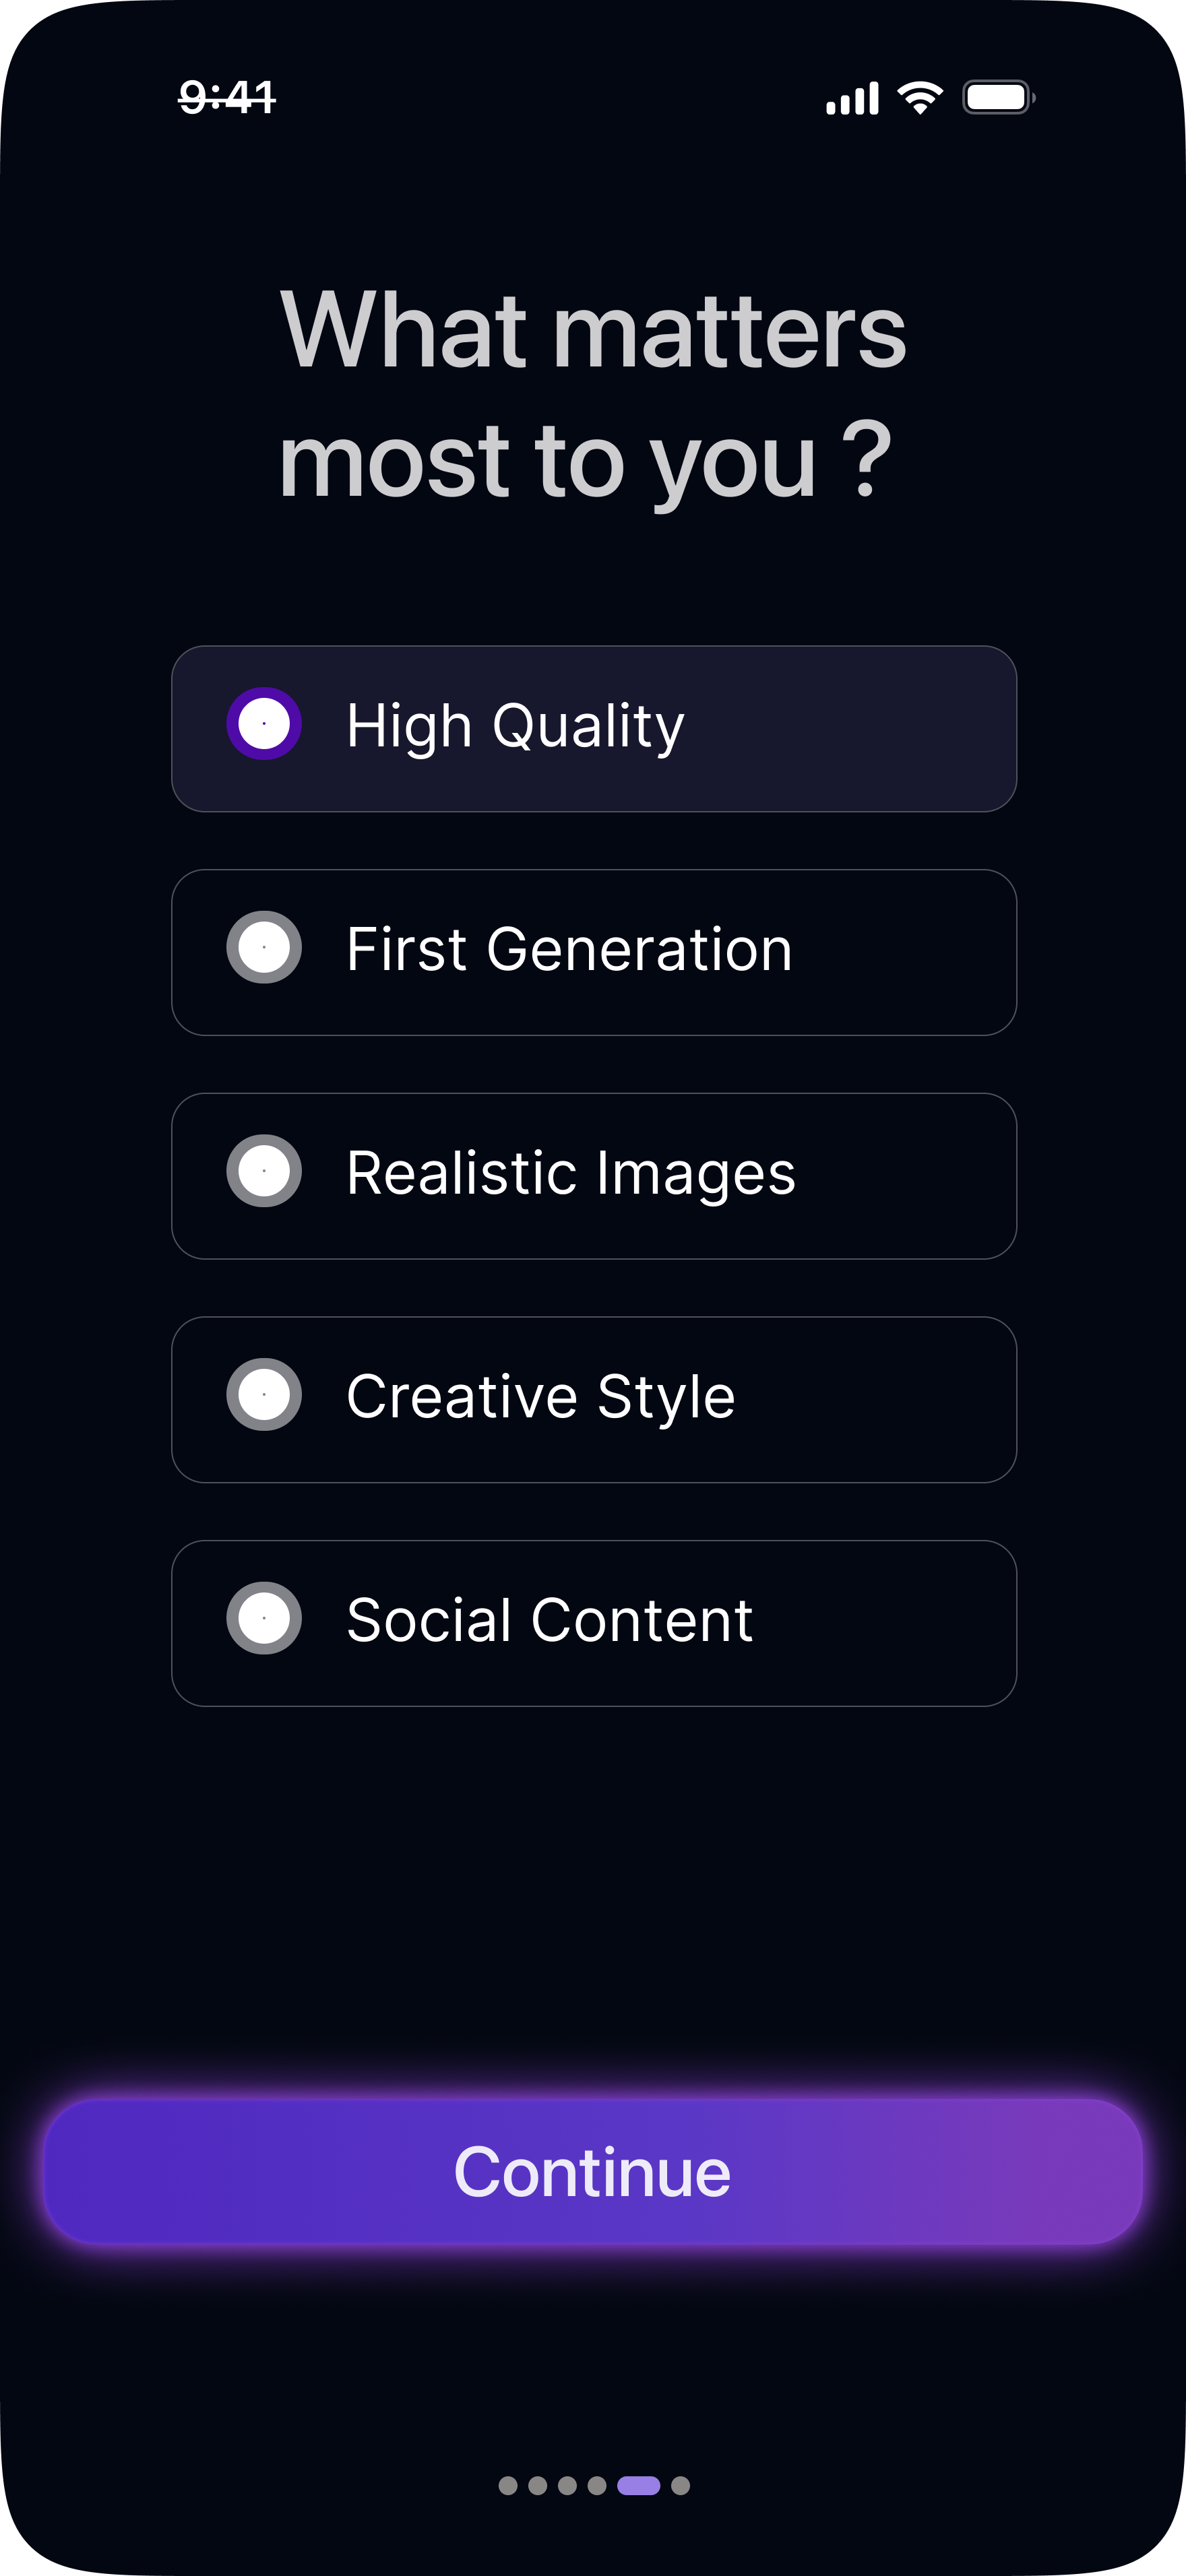 9:41
What matters
most to you ?
High Quality
First Generation
Realistic Images
Creative Style
Social Content
Continue